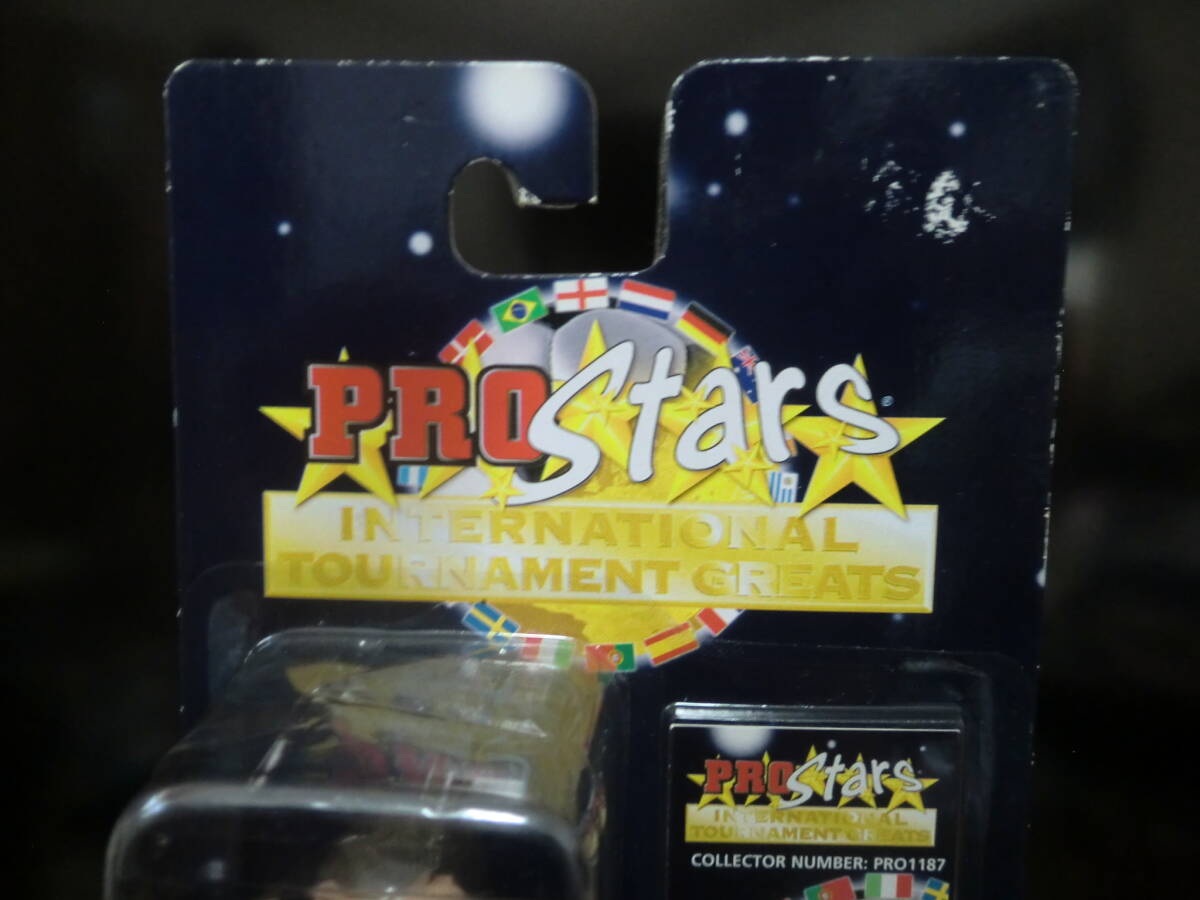 PRO Stars
INTERNATIONAL
TOURNAMENT GREATS
PRO Stars
INTERNATIONAL
TOURNAMENT GREATS
COLLECTOR NUMBER: PRO1187